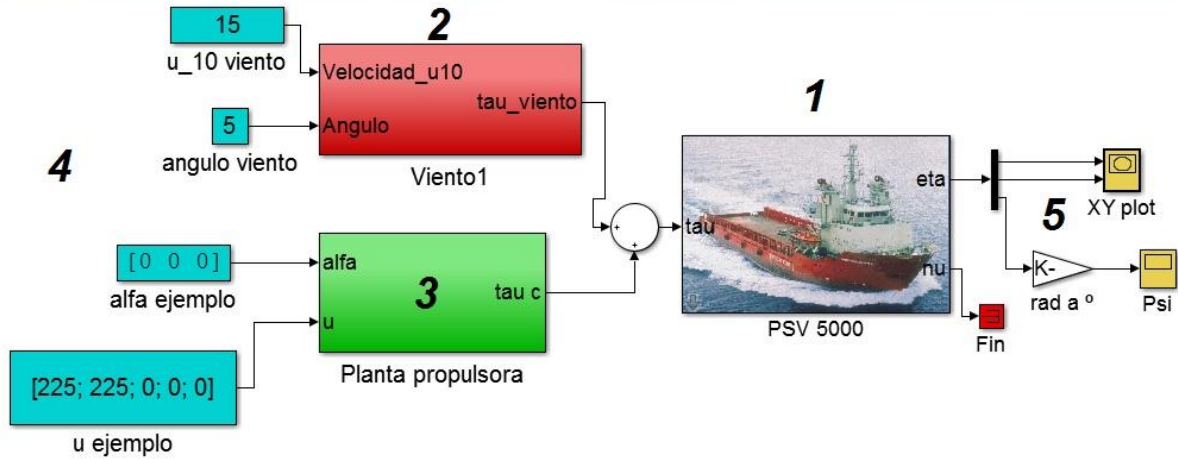 15
u_10 viento
2
Velocidad_u10
tau_viento
5
Angulo
angulo viento
Viento1
1
4
tau
eta
nu
PSV 5000
XY plot
5
K-
rad a º
Psi
Fin
[0 0 0]
alfa ejemplo
alfa
3
tau c
u
Planta propulsora
[225; 225; 0; 0; 0]
u ejemplo
+
+